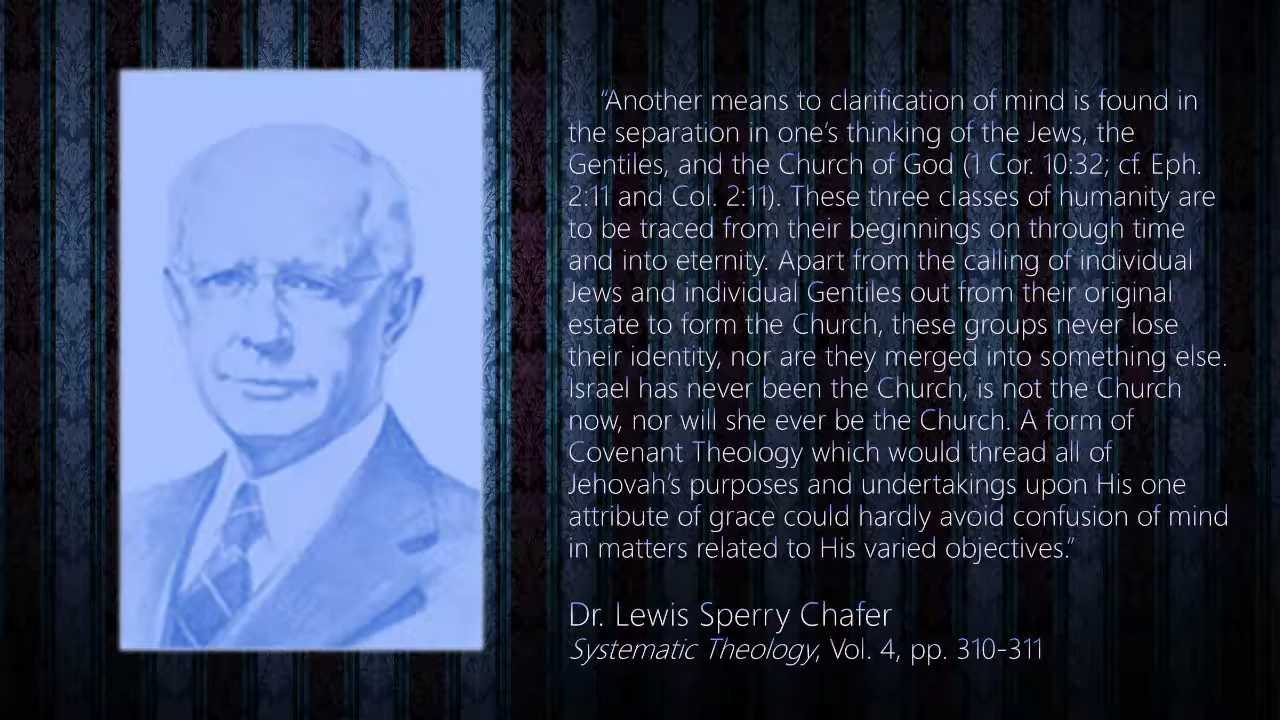 “Another means to clarification of mind is found in
the separation in one’s thinking of the Jews, the
Gentiles, and the Church of God (1 Cor. 10:32; cf. Eph.
2:11 and Col. 2:11). These three classes of humanity are
to be traced from their beginnings on through time
and into eternity. Apart from the calling of individual
Jews and individual Gentiles out from their original
estate to form the Church, these groups never lose
their identity, nor are they merged into something else.
Israel has never been the Church, is not the Church
now, nor will she ever be the Church. A form of
Covenant Theology which would thread all of
Jehovah’s purposes and undertakings upon His one
attribute of grace could hardly avoid confusion of mind
in matters related to His varied objectives.”
Dr. Lewis Sperry Chafer
Systematic Theology, Vol. 4, pp. 310-311